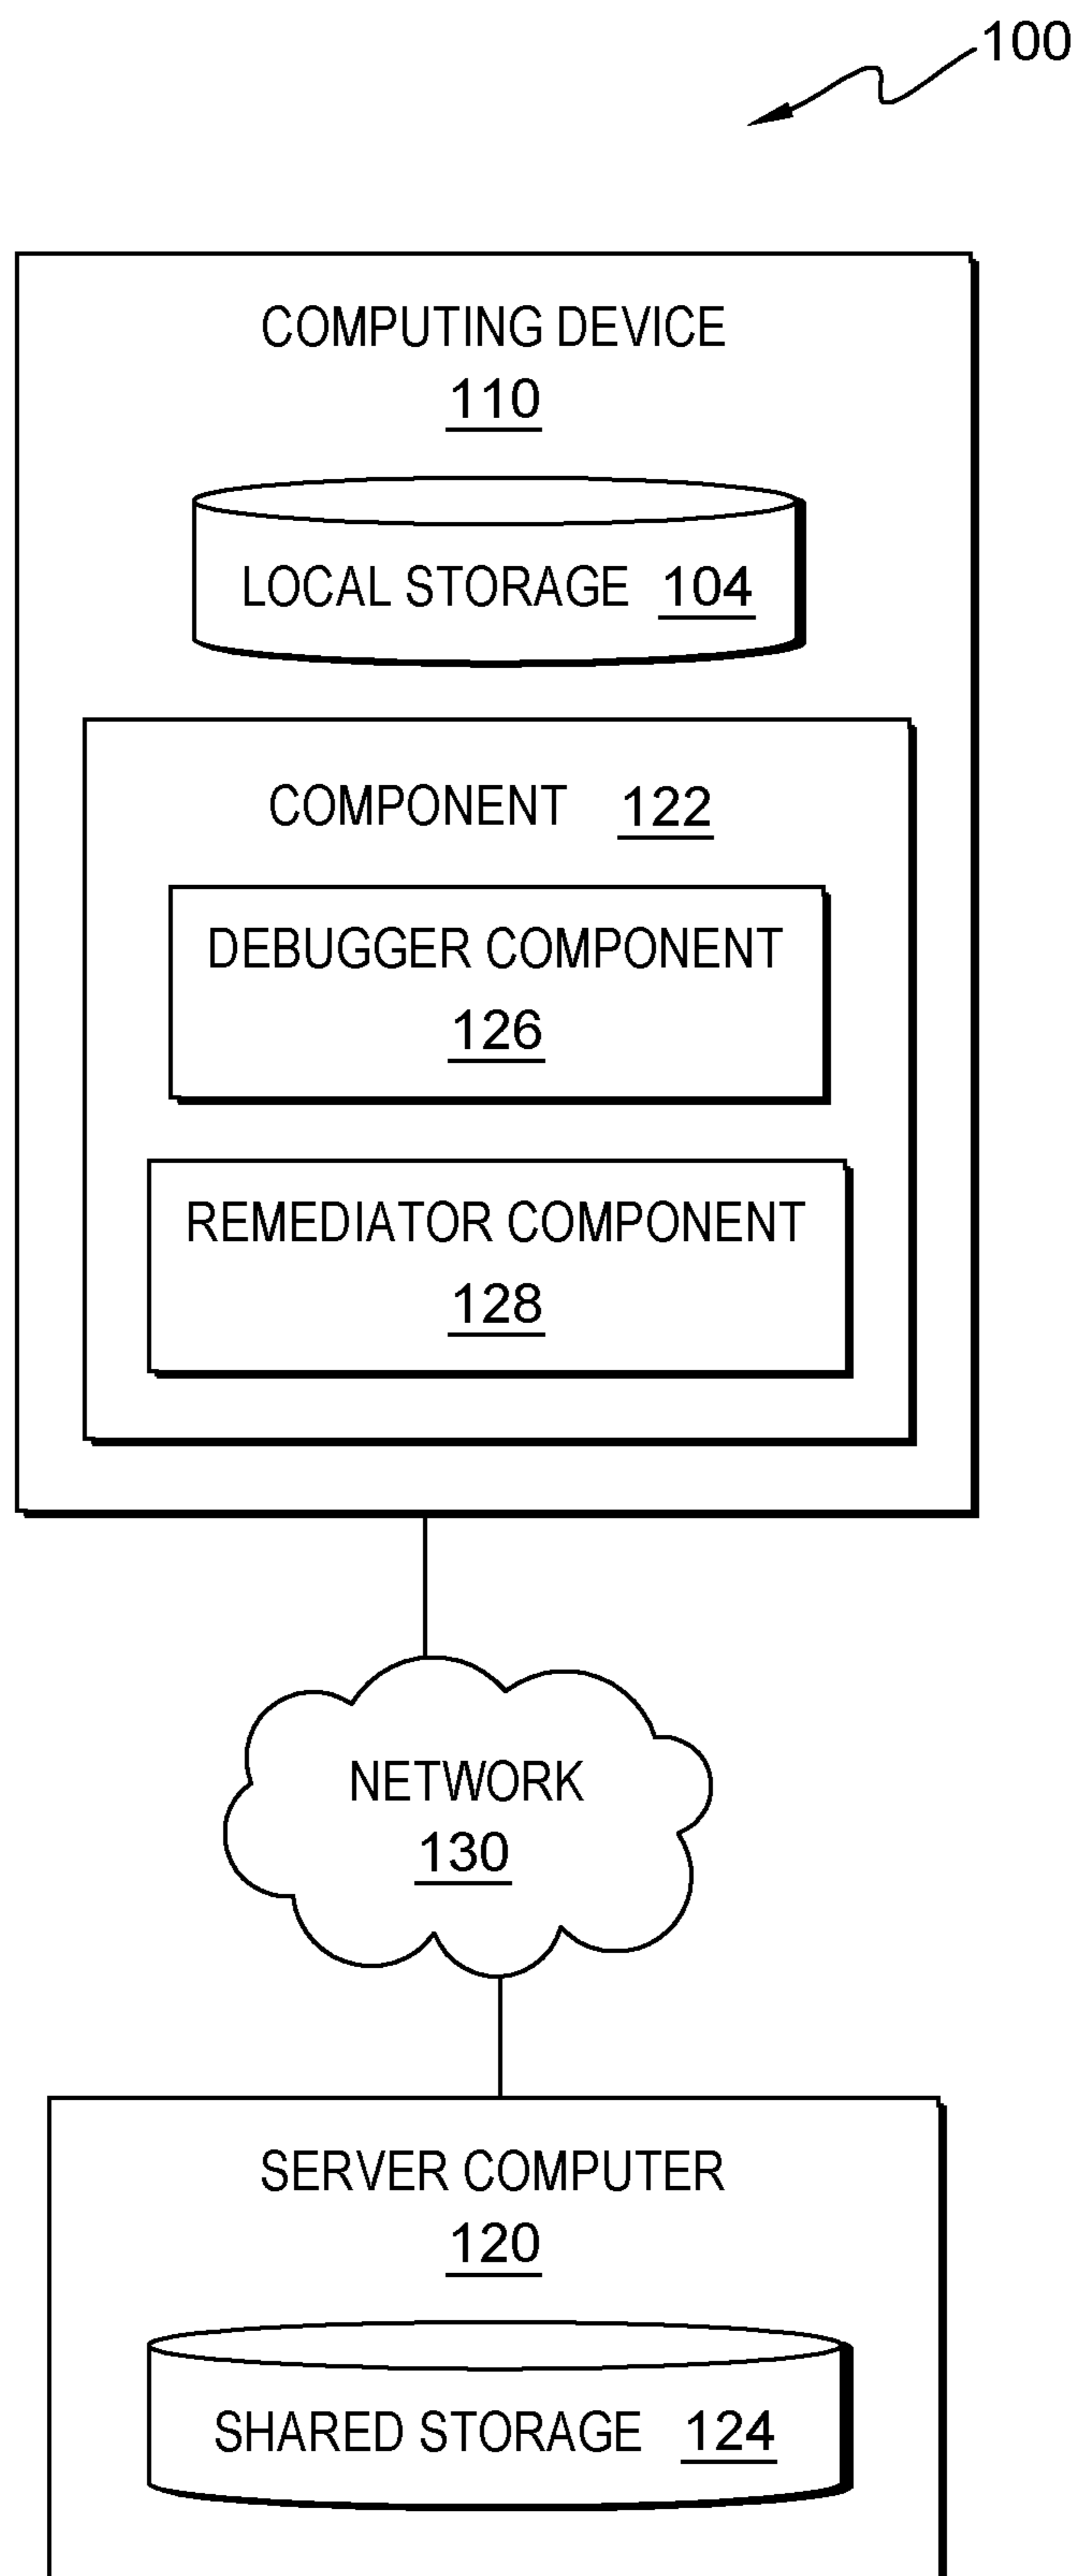 100
COMPUTING DEVICE
110
LOCAL STORAGE 104
COMPONENT 122
DEBUGGER COMPONENT
126
REMEDIATOR COMPONENT
128
NETWORK
130
SERVER COMPUTER
120
SHARED STORAGE 124